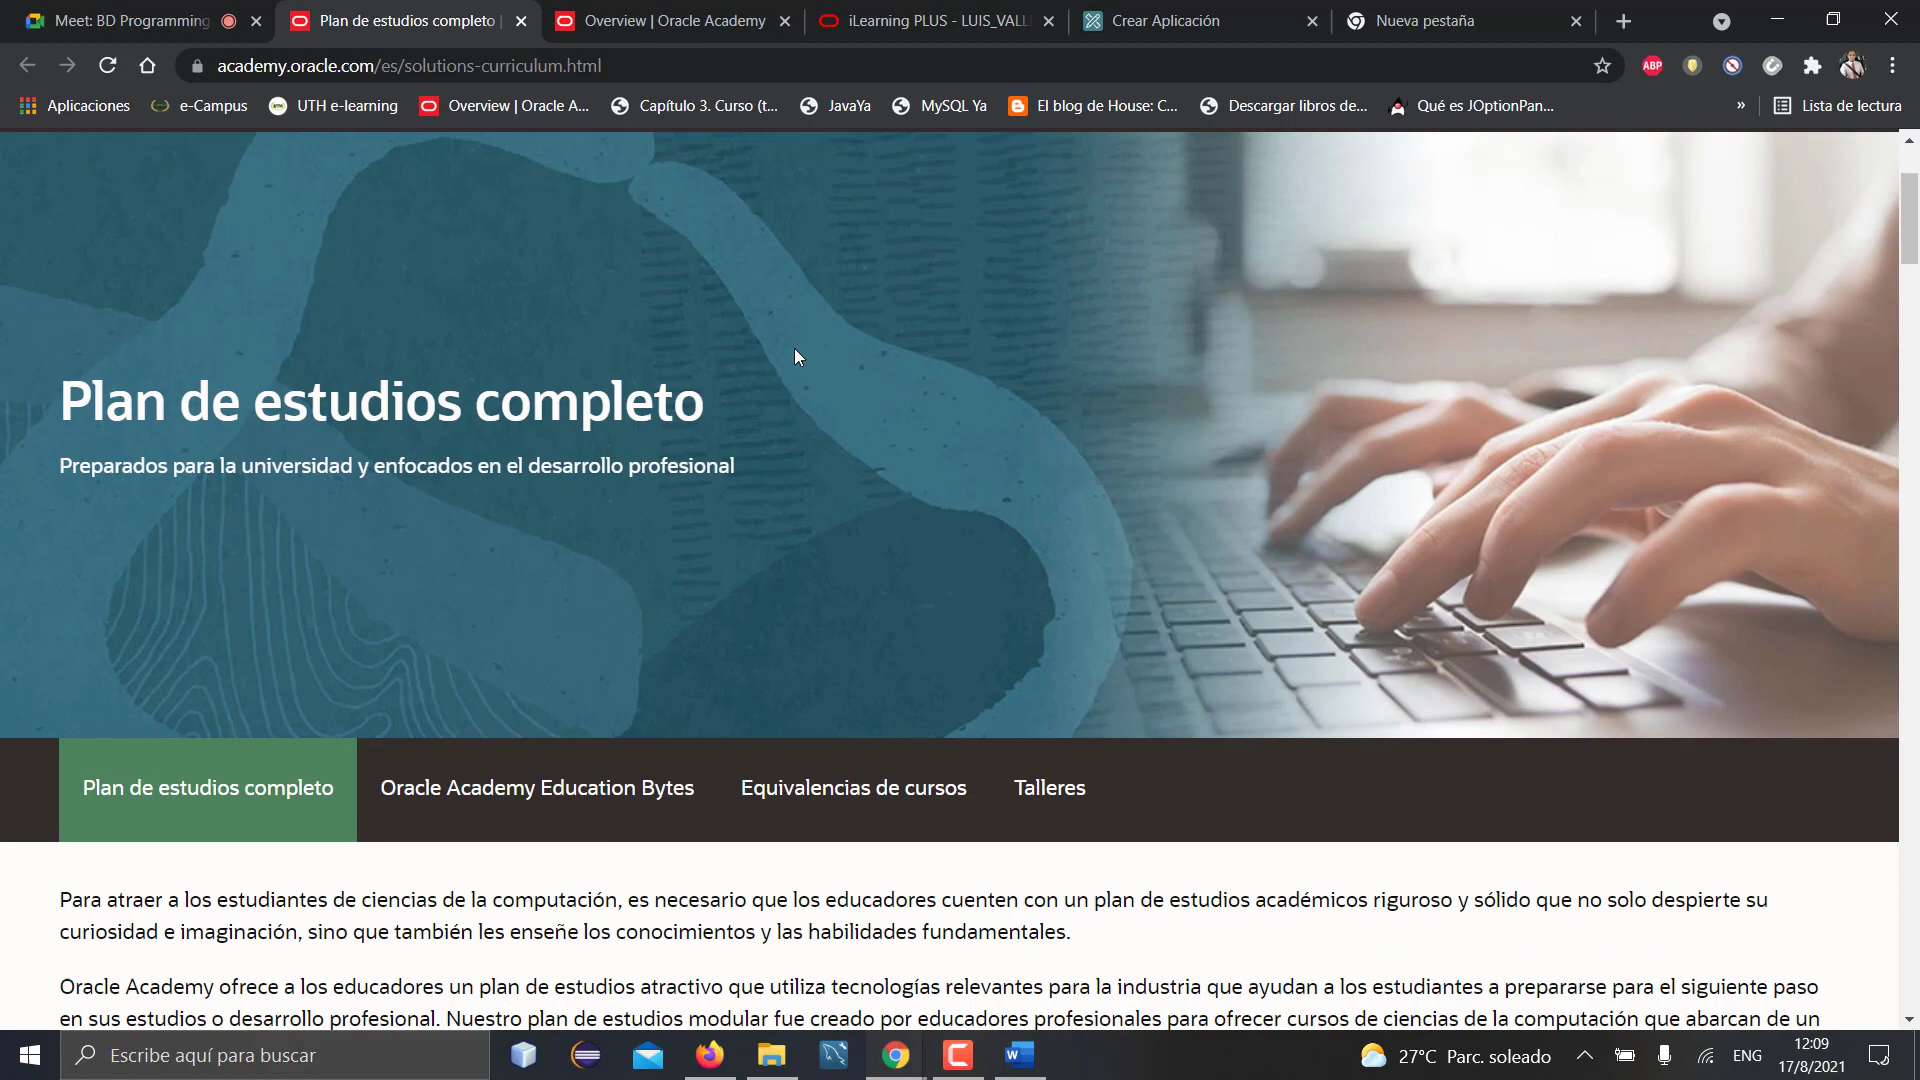 Meet: BD Programming
Plan de estudios completo |
Overview | Oracle Academy
iLearning PLUS - LUIS_VALL
Crear Aplicación
Nueva pestaña
academy.oracle.com/es/solutions-curriculum.html
ABP
Aplicaciones
e-Campus
UTH e-learning
Overview | Oracle A...
Capítulo 3. Curso (t...
JavaYa
MySQL Ya
El blog de House: C...
Descargar libros de...
Qué es JOptionPan...
»
Lista de lectura
Plan de estudios completo
Preparados para la universidad y enfocados en el desarrollo profesional
Plan de estudios completo
Oracle Academy Education Bytes
Equivalencias de cursos
Talleres
Para atraer a los estudiantes de ciencias de la computación, es necesario que los educadores cuenten con un plan de estudios académicos riguroso y sólido que no solo despierte su
curiosidad e imaginación, sino que también les enseñe los conocimientos y las habilidades fundamentales.
Oracle Academy ofrece a los educadores un plan de estudios atractivo que utiliza tecnologías relevantes para la industria que ayudan a los estudiantes a prepararse para el siguiente paso
en sus estudios o desarrollo profesional. Nuestro plan de estudios modular fue creado por educadores profesionales para ofrecer cursos de ciencias de la computación que abarcan de un
Escribe aquí para buscar
27°C Parc. soleado
ENG
12:09
17/8/2021